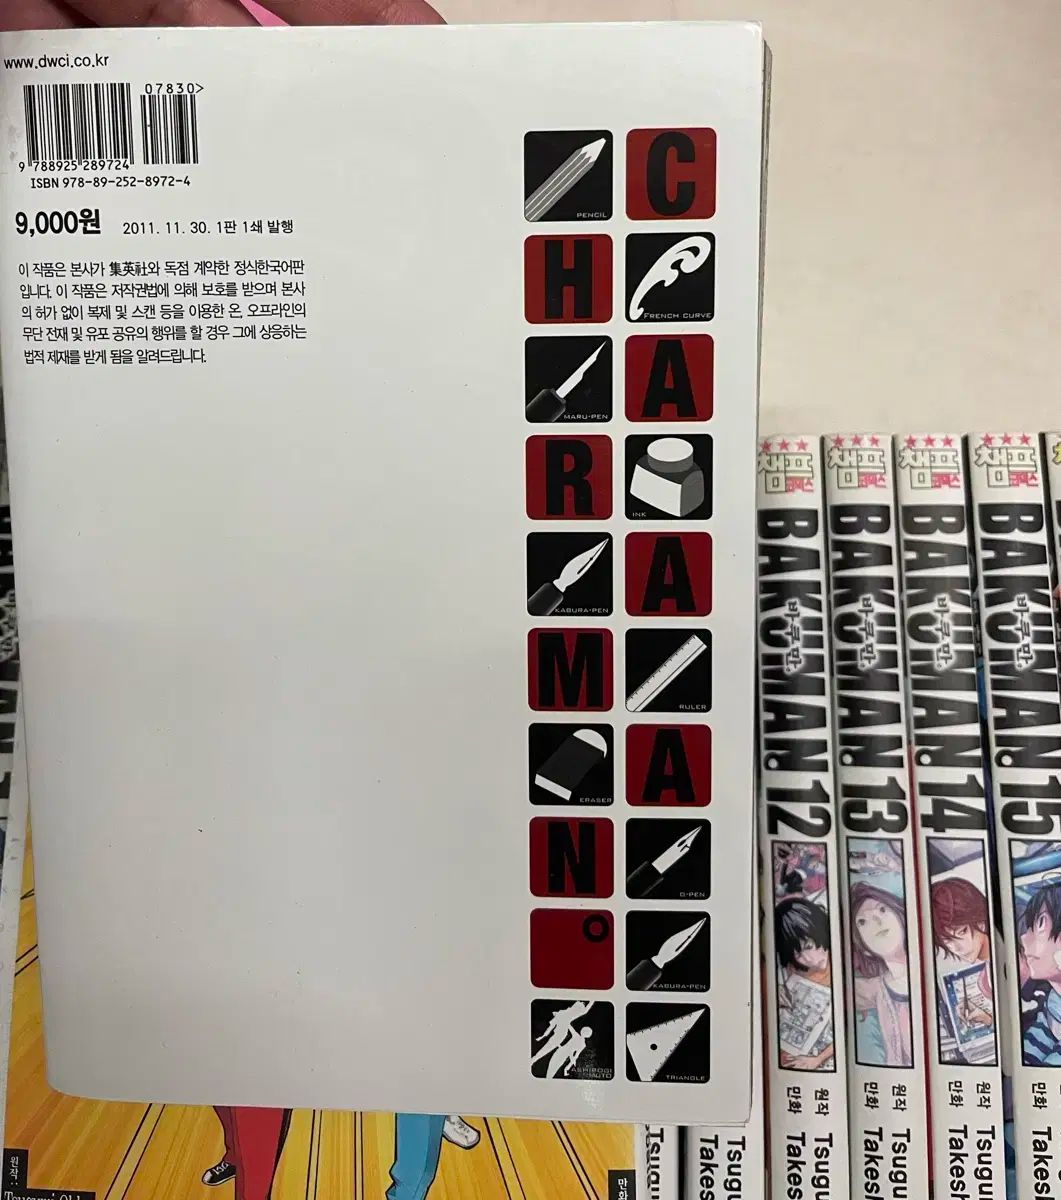 www.dwci.co.kr
07830>
9 788925 289724
ISBN 978-89-252-8972-4
9,000원 2011. 11. 30. 1판 1쇄 발행
이 작품은 본사가 集英社와 독점 계약한 정식한국어판
입니다. 이 작품은 저작권법에 의해 보호를 받으며 본사
의 허가 없이 복제 및 스캔 등을 이용한 온, 오프라인의
무단 전재 및 유포 공유의 행위를 할 경우 그에 상응하는
법적 제재를 받게 됨을 알려드립니다.
PENCIL C
H FRENCH CURVE
MARU-PEN A
R INK
KABURA-PEN A
M RULER
ERASER A
N G-PEN
° KABURA-PEN
ASHIROGI MUTO TRIANGLE
챔프 BAKUMAN。 바쿠만。 12 원작 만화 Tsugu Takes
챔프 BAKUMAN。 바쿠만。 13 원작 만화 Tsugu Takes
챔프 BAKUMAN。 바쿠만。 14 원작 만화 Tsugu Takes
챔프 BAKUMAN。 바쿠만。 15 원작 만화 Tsugu Takes
Tsugu
원작:
만화